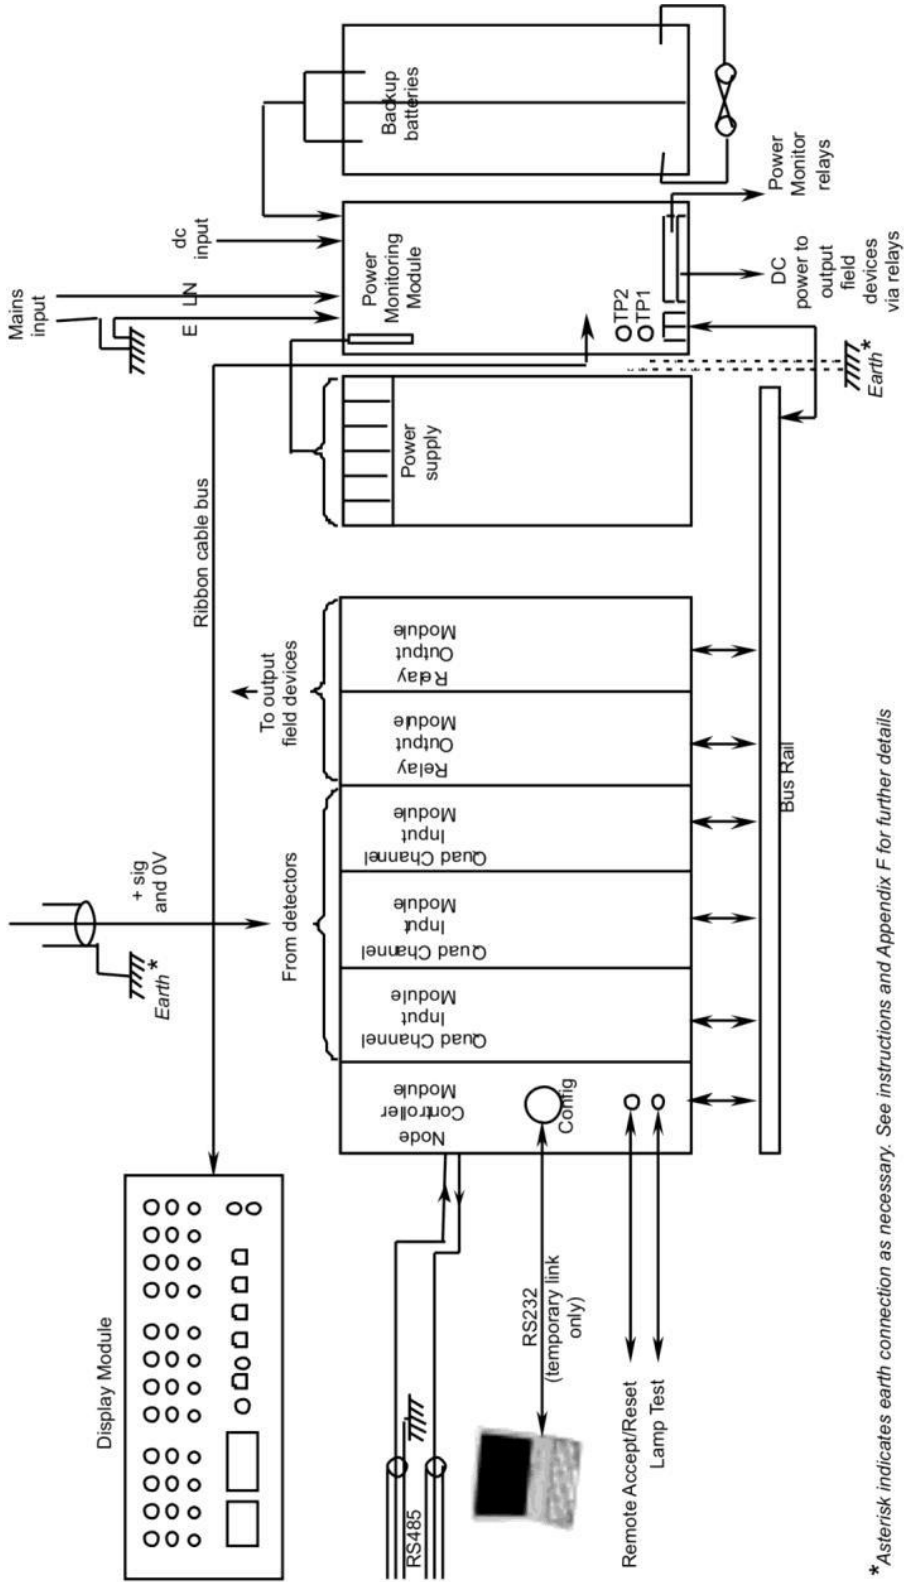 Display Module
Ribbon cable bus
Mains
input
E
LN
dc
input
+ sig
and 0V
Earth*
From detectors
To output
field devices
RS485
Node
Controller
Module
Quad Channel
Input
Module
Quad Channel
Input
Module
Quad Channel
Input
Module
Relay
Output
Module
Relay
Output
Module
Power
supply
Power
Monitoring
Module
Backup
batteries
RS232
(temporary link
only)
Config
TP2
TP1
Remote Accept/Reset
Lamp Test
Bus Rail
Earth*
DC
power to
output
field
devices
via relays
Power
Monitor
relays
*Asterisk indicates earth connection as necessary. See instructions and Appendix F for further details